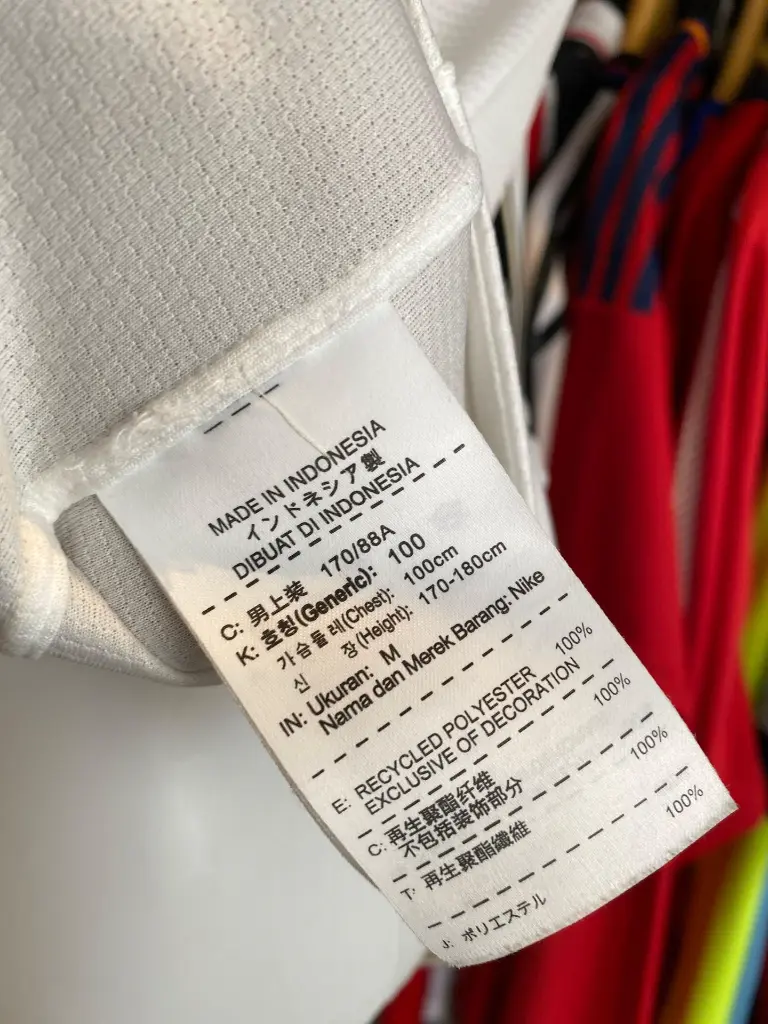 MADE IN INDONESIA
インドネシア製
DIBUAT DI INDONESIA
C: 男上装 170/88A
K: 호칭(Generic): 100
가슴둘레(Chest): 100cm
신 장(Height): 170-180cm
IN: Ukuran: M
Nama dan Merek Barang: Nike
E: RECYCLED POLYESTER 100%
EXCLUSIVE OF DECORATION
C: 再生聚酯纤维 100%
不包括装饰部分
T: 再生聚酯纖維 100%
J: ポリエステル 100%